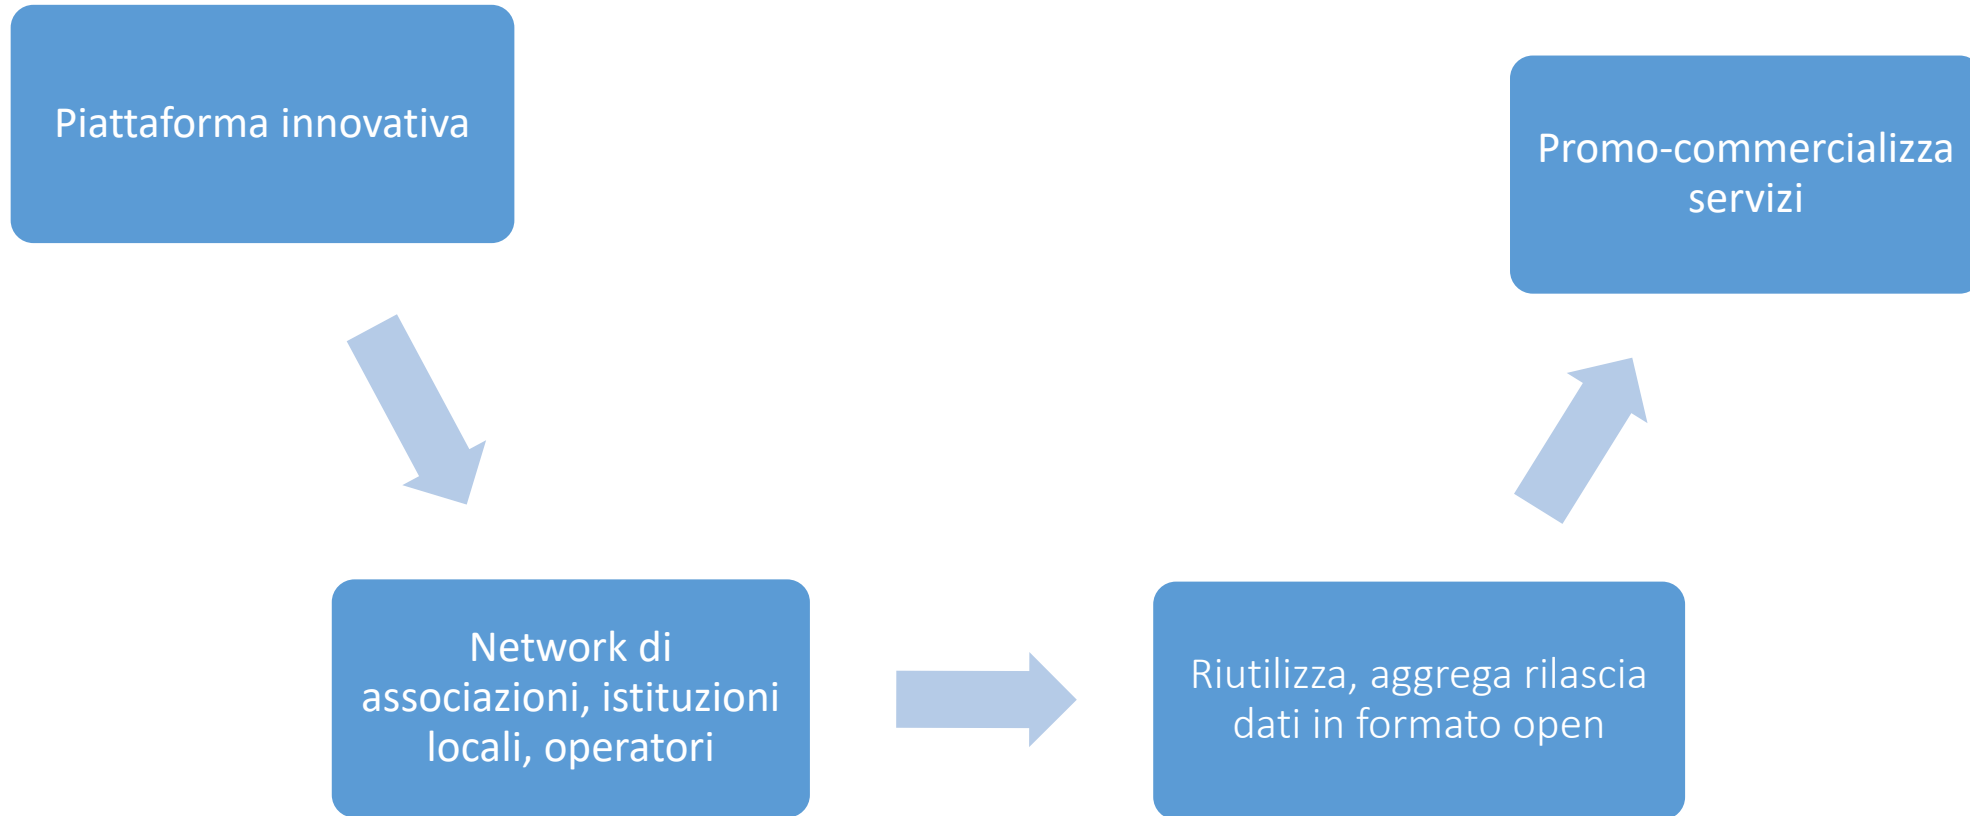 Piattaforma innovativa
Network di
associazioni, istituzioni
locali, operatori
Riutilizza, aggrega rilascia
dati in formato open
Promo-commercializza
servizi